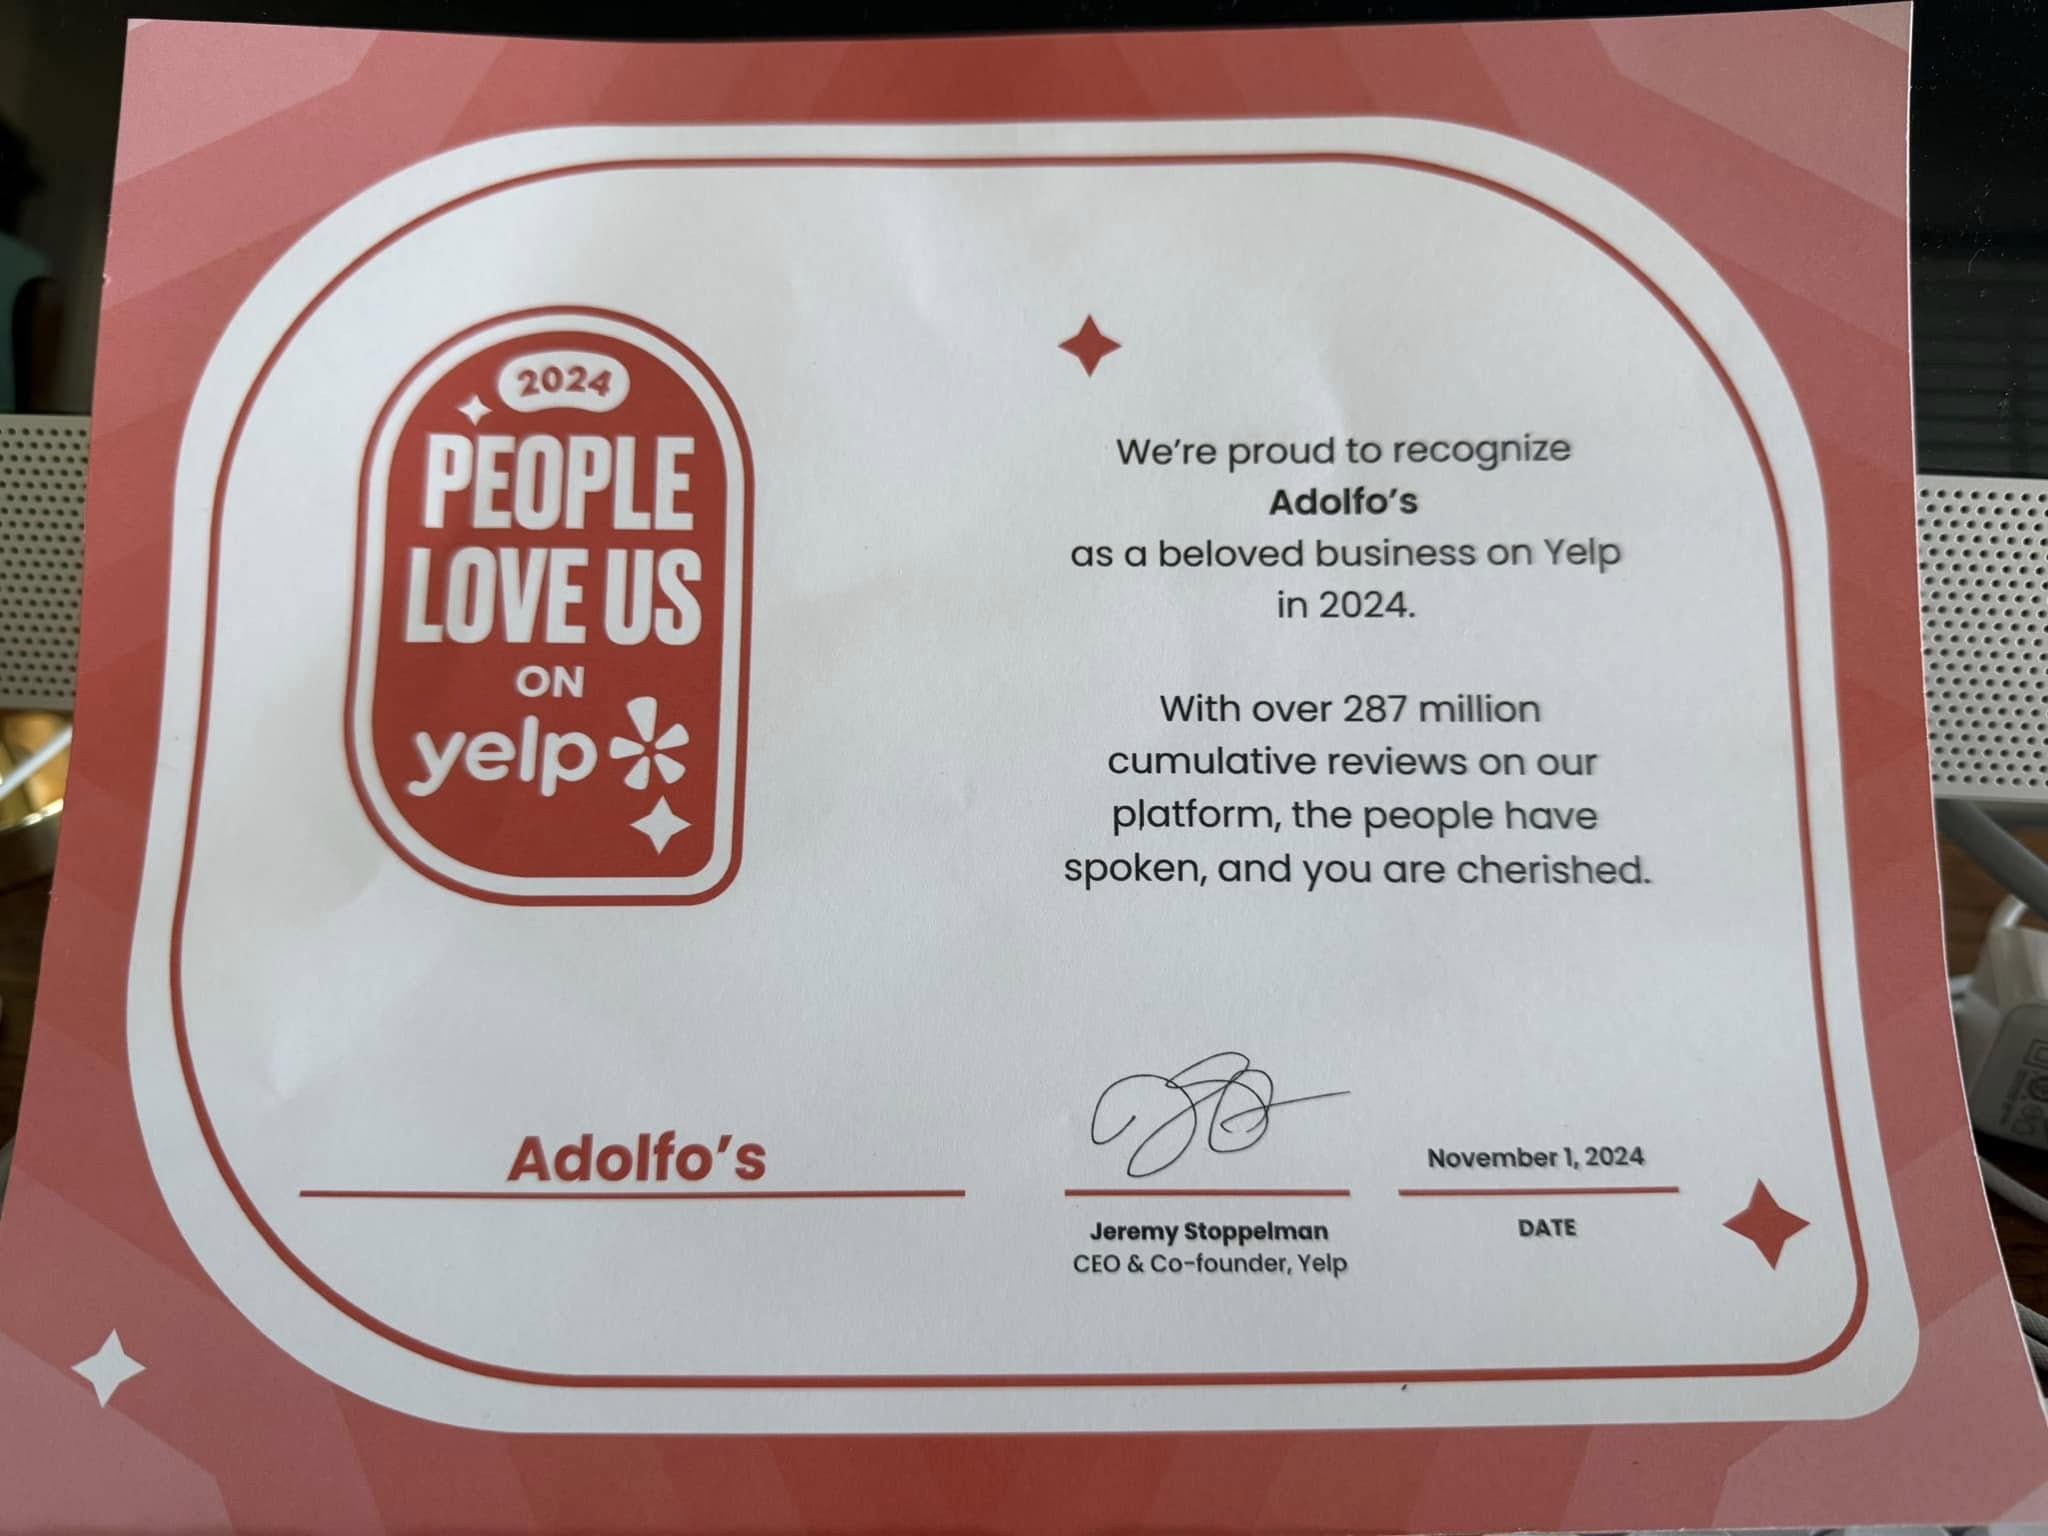 2024
PEOPLE
LOVE US
ON
yelp
We're proud to recognize
Adolfo's
as a beloved business on Yelp
in 2024.
With over 287 million
cumulative reviews on our
platform, the people have
spoken, and you are cherished.
Adolfo's
November 1, 2024
Jeremy Stoppelman
CEO & Co-founder, Yelp
DATE